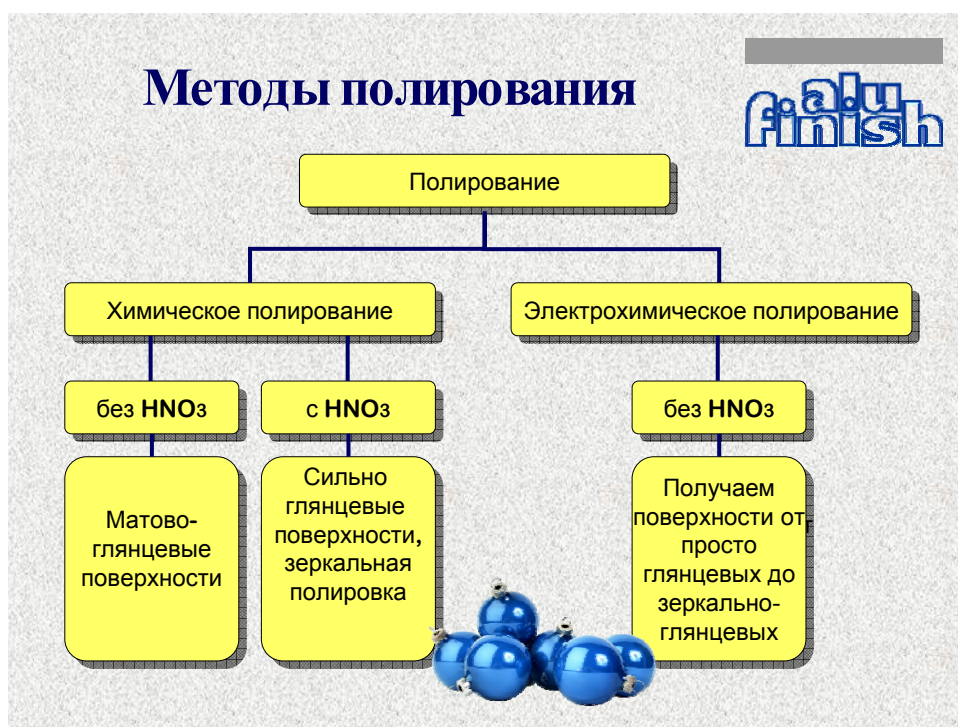 Методы полирования
a.l.u
finish
Полирование
Химическое полирование
Электрохимическое полирование
без HNO3
с HNO3
без HNO3
Матово-
глянцевые
поверхности
Сильно
глянцевые
поверхности,
зеркальная
полировка
Получаем
поверхности от
просто
глянцевых до
зеркально-
глянцевых